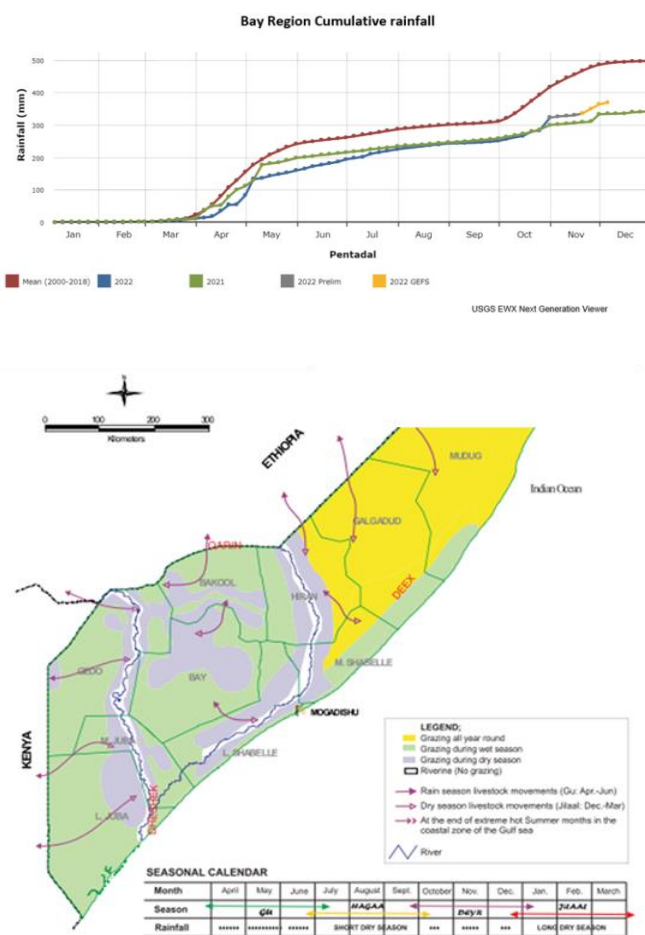 Bay Region Cumulative rainfall
500
400
300
200
100
0
Rainfall (mm)
Jan Feb Mar Apr May Jun Jul Aug Sep Oct Nov Dec
Pentadal
Mean (2000-2018) 2022 2021 2022 Prelim 2022 GEFS
USGS EWX Next Generation Viewer
N
0 100 200 300
Kilometers
ETHIOPIA
MUDUG
Indian Ocean
GALGADUD
QABIN
BAKOOL
HIRAN
DEEX
M. SHABELLE
GEDO
BAY
MOGADISHU
KENYA
M. JUBA
L. SHABELLE
L. JUBA
LEGEND;
Grazing all year round
Grazing during wet season
Grazing during dry season
Riverine (No grazing)
Rain season livestock movements (Gu: Apr.-Jun)
Dry season livestock movements (Jilaal: Dec.-Mar)
At the end of extreme hot Summer months in the
coastal zone of the Gulf sea
River
SEASONAL CALENDAR
Month April May June July August Sept. October Nov. Dec. Jan. Feb. March
Season GU HAGAA DEYR JILAAL
Rainfall SHORT DRY SEASON LONG DRY SEASON